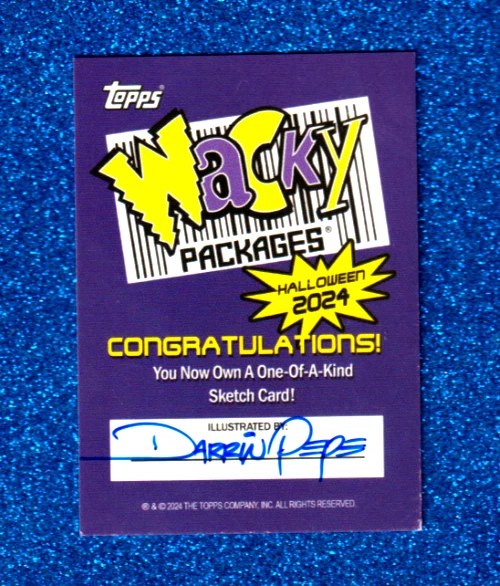 Topps®
Wacky
PACKAGES®
HALLOWEEN
2024
CONGRATULATIONS!
You Now Own A One-Of-A-Kind
Sketch Card!
ILLUSTRATED BY:
DARRIN PEPE
® & © 2024 THE TOPPS COMPANY, INC. ALL RIGHTS RESERVED.